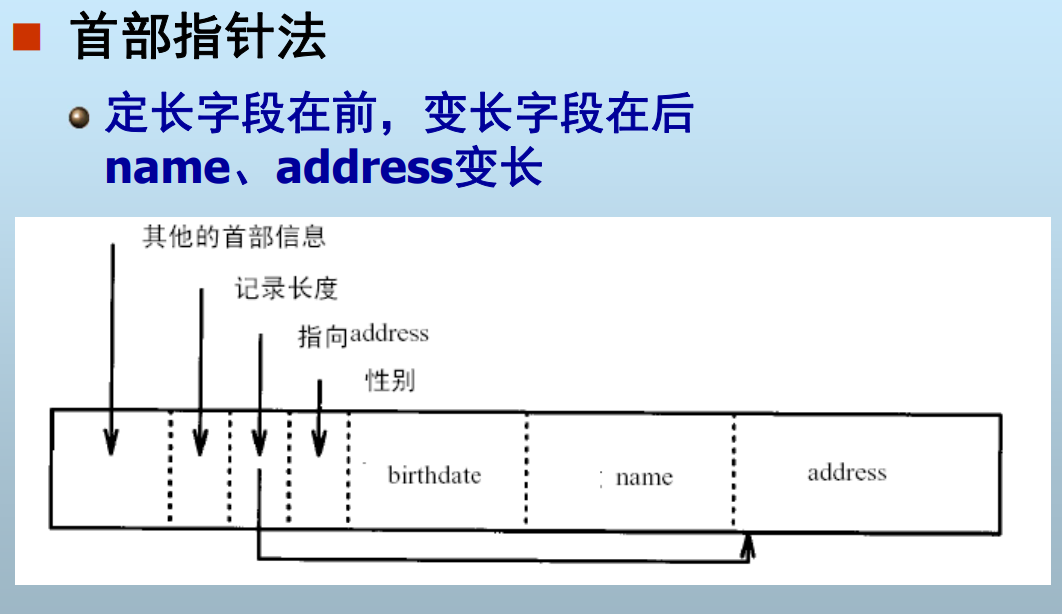 首部指针法
定长字段在前，变长字段在后
name、address变长
其他的首部信息
记录长度
指向address
性别
birthdate
name
address